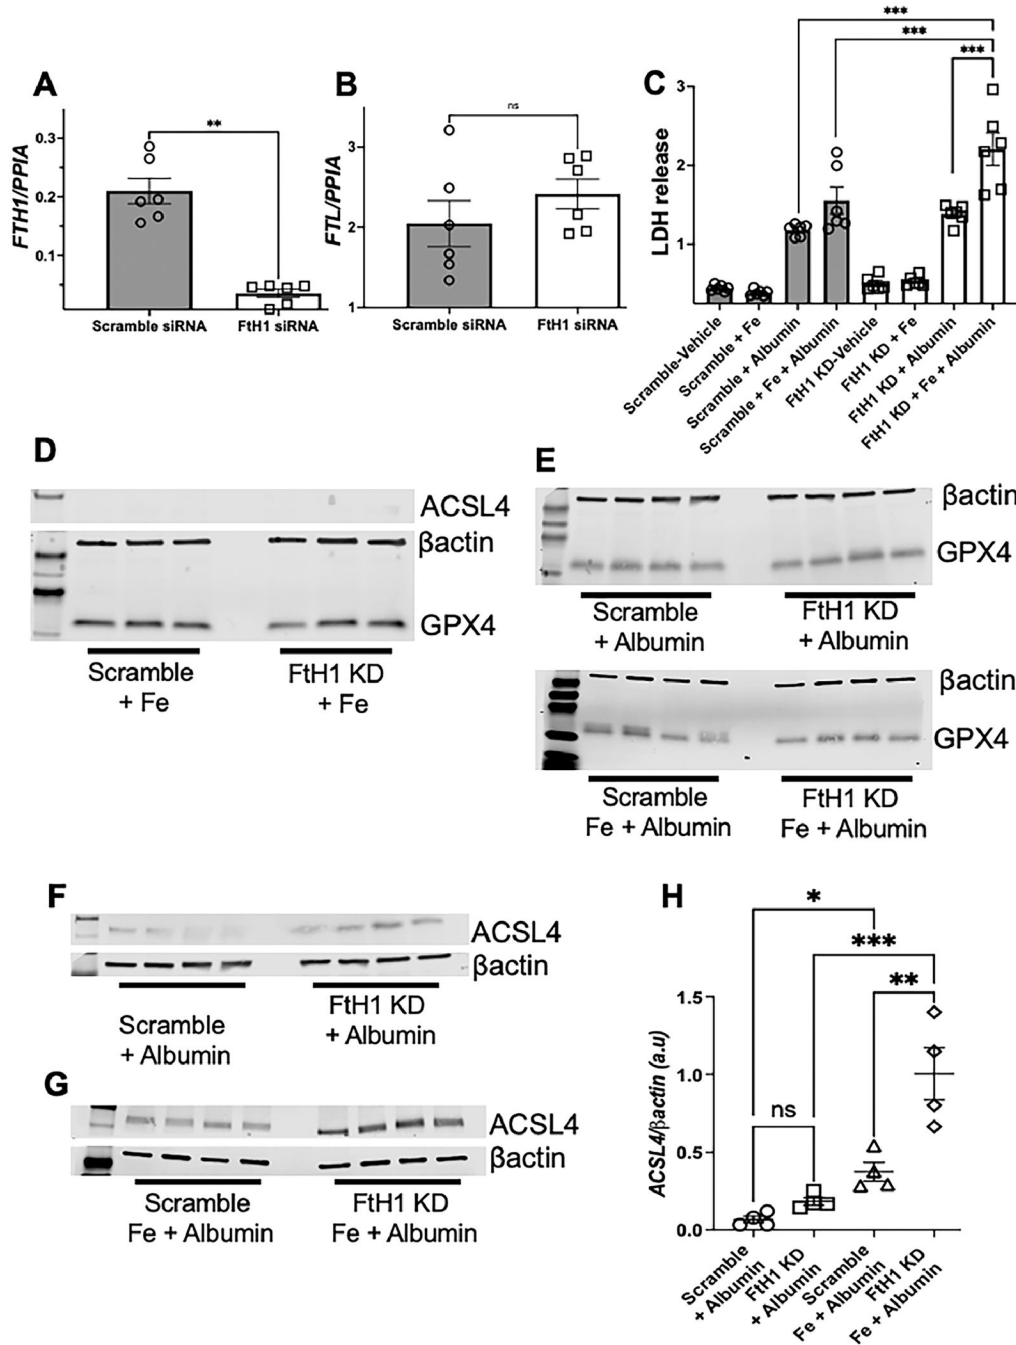 A
**
FTH1/PPIA
0.3
0.2
0.1
Scramble siRNA
FtH1 siRNA
B
ns
FTL/PPIA
3
2
1
Scramble siRNA
FtH1 siRNA
C
***
***
***
LDH release
3
2
1
Scramble-Vehicle
Scramble + Fe
Scramble + Albumin
Scramble + Fe + Albumin
FtH1 KD-Vehicle
FtH1 KD + Fe
FtH1 KD + Albumin
FtH1 KD + Fe + Albumin
D
ACSL4
βactin
GPX4
Scramble
+ Fe
FtH1 KD
+ Fe
E
βactin
GPX4
Scramble
+ Albumin
FtH1 KD
+ Albumin
βactin
GPX4
Scramble
Fe + Albumin
FtH1 KD
Fe + Albumin
F
ACSL4
βactin
Scramble
+ Albumin
FtH1 KD
+ Albumin
G
ACSL4
βactin
Scramble
Fe + Albumin
FtH1 KD
Fe + Albumin
H
*
***
**
ns
ACSL4/βactin (a.u)
1.5
1.0
0.5
0.0
Scramble
+ Albumin
FtH1 KD
+ Albumin
Scramble
Fe + Albumin
FtH1 KD
Fe + Albumin